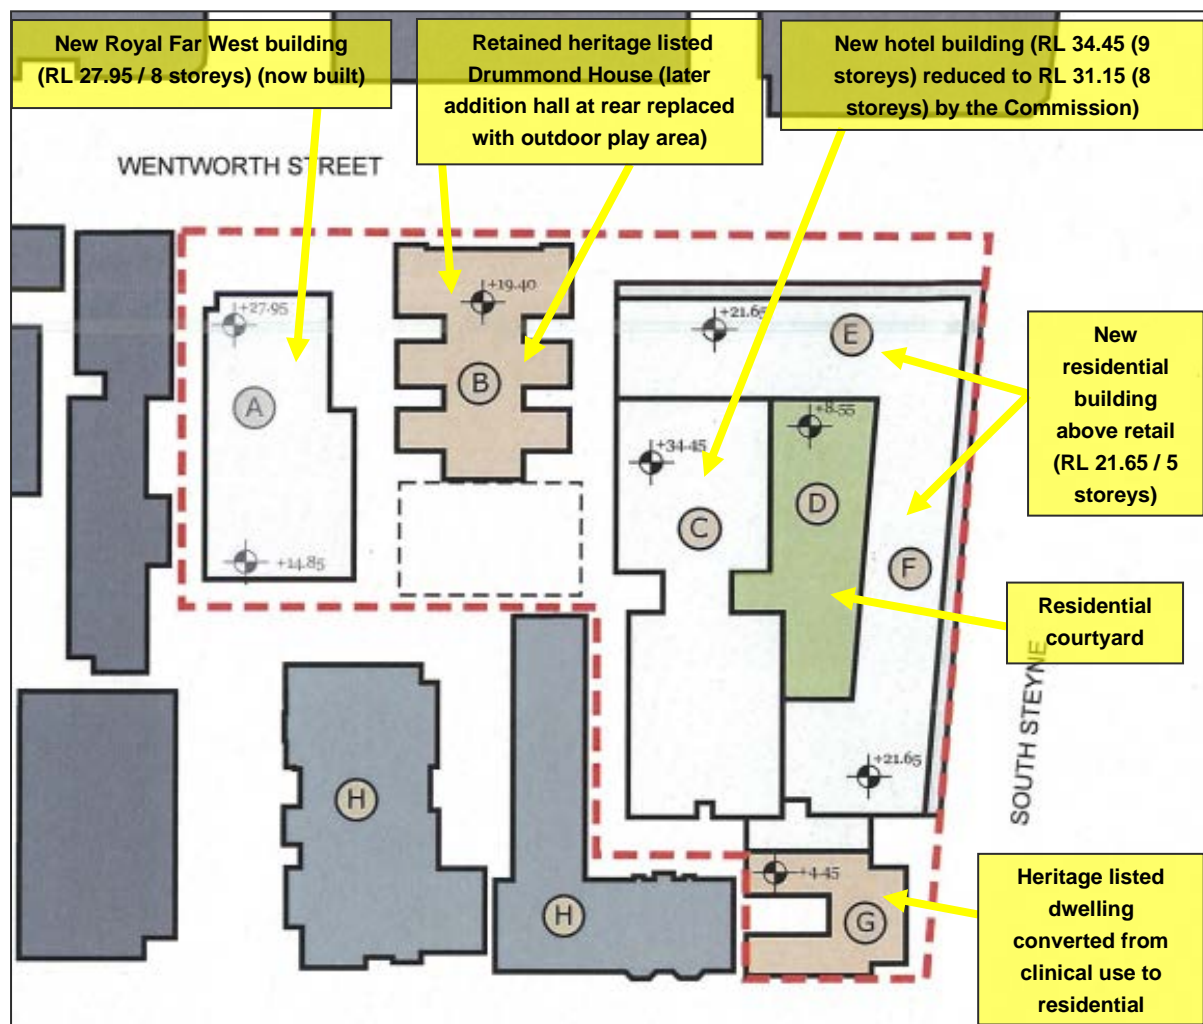 New Royal Far West building
(RL 27.95 / 8 storeys) (now built)
Retained heritage listed
Drummond House (later
addition hall at rear replaced
with outdoor play area)
New hotel building (RL 34.45 (9
storeys) reduced to RL 31.15 (8
storeys) by the Commission)
WENTWORTH STREET
+27.95
+19.40
+21.65
E
New
residential
building
above retail
(RL 21.65 / 5
storeys)
A
B
+8.55
+34.45
D
C
F
+14.85
Residential
courtyard
SOUTH STEYNE
+21.65
H
H
+4.45
G
Heritage listed
dwelling
converted from
clinical use to
residential